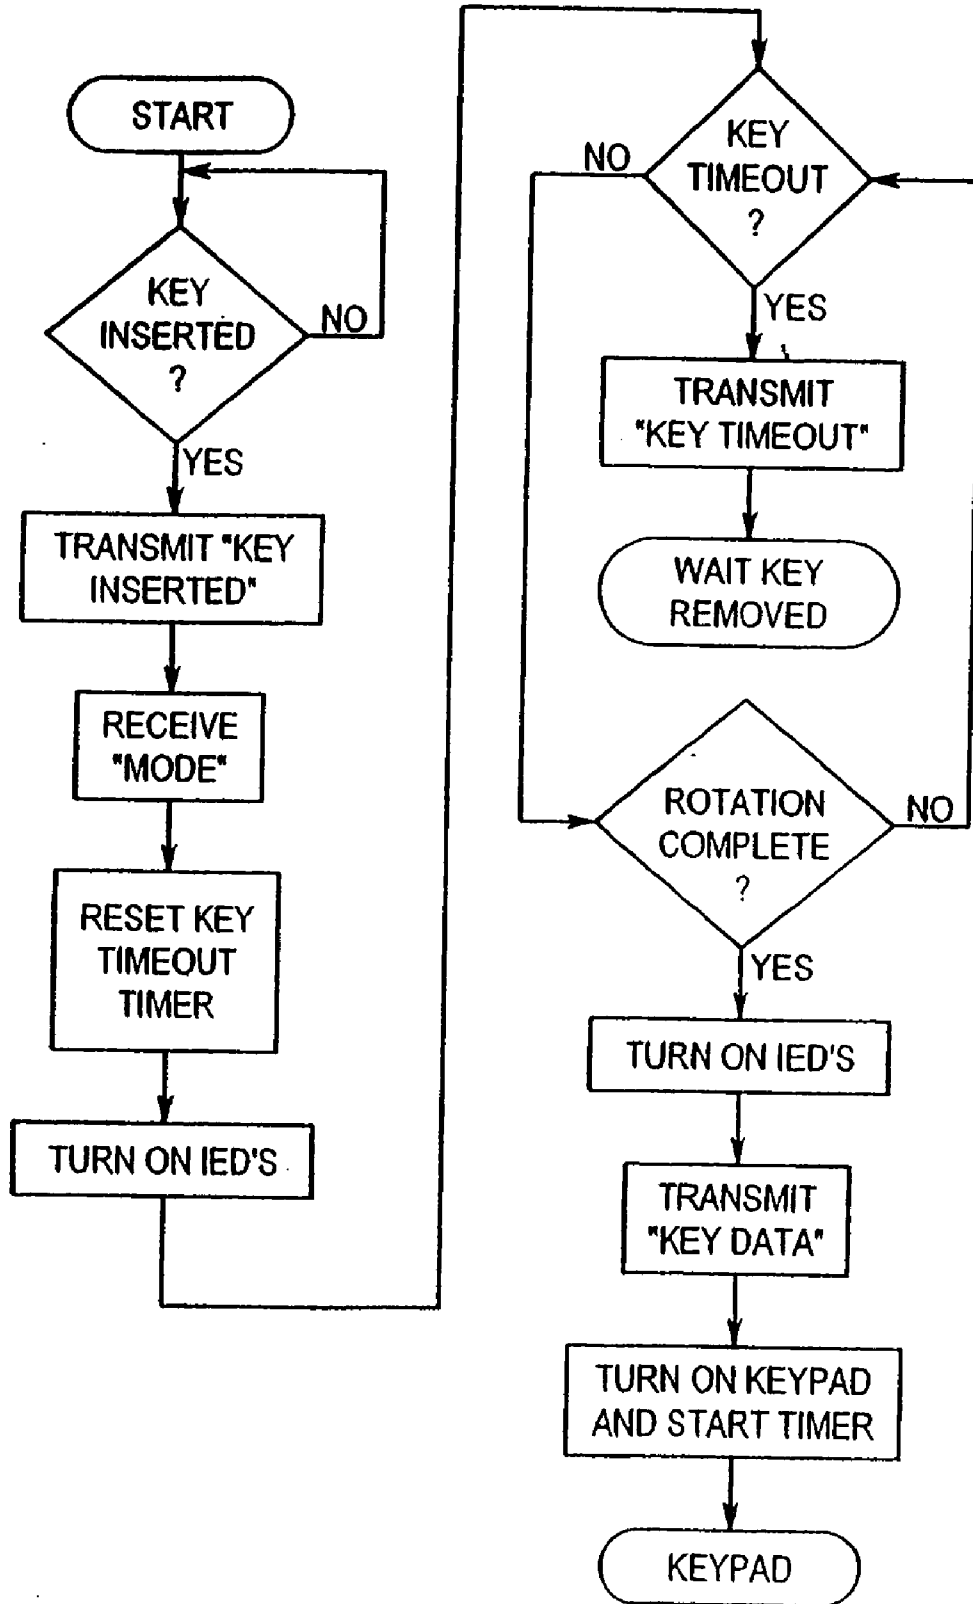 START
KEY
INSERTED
?
NO
YES
TRANSMIT "KEY
INSERTED"
RECEIVE
"MODE"
RESET KEY
TIMEOUT
TIMER
TURN ON IED'S
KEY
TIMEOUT
?
NO
YES
TRANSMIT
"KEY TIMEOUT"
WAIT KEY
REMOVED
ROTATION
COMPLETE
?
NO
YES
TURN ON IED'S
TRANSMIT
"KEY DATA"
TURN ON KEYPAD
AND START TIMER
KEYPAD